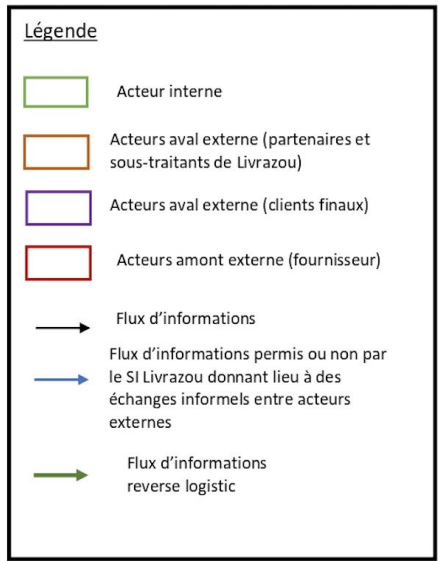 Légende
Acteur interne
Acteurs aval externe (partenaires et
sous-traitants de Livrazou)
Acteurs aval externe (clients finaux)
Acteurs amont externe (fournisseur)
Flux d’informations
Flux d’informations permis ou non par
le SI Livrazou donnant lieu à des
échanges informels entre acteurs
externes
Flux d’informations
reverse logistic